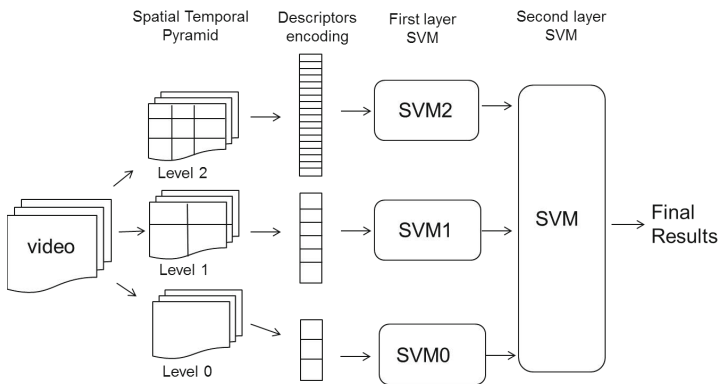 Spatial Temporal
Pyramid
Descriptors
encoding
First layer
SVM
Second layer
SVM
Level 2
SVM2
video
Level 1
SVM1
SVM
Final
Results
Level 0
SVM0